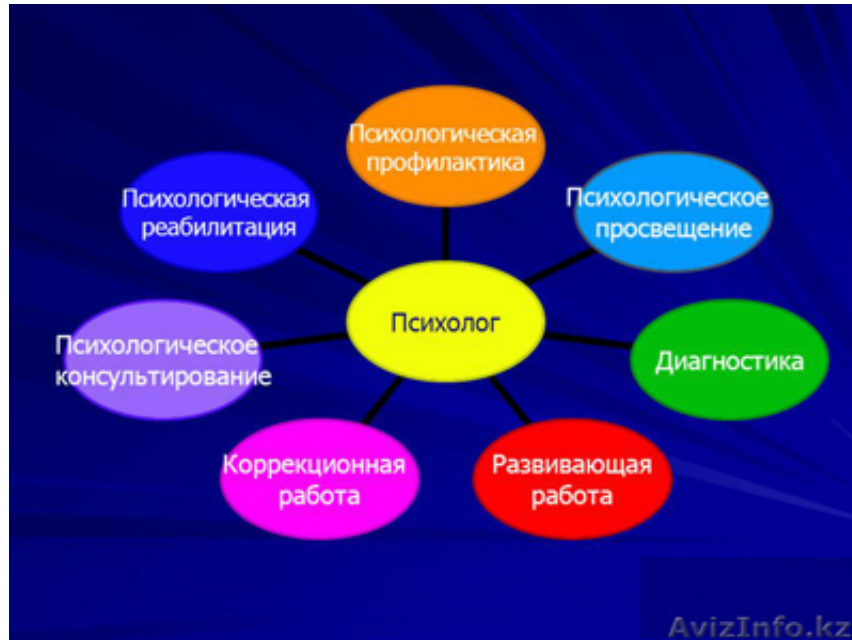 Психологическая
профилактика
Психологическая
реабилитация
Психологическое
просвещение
Психолог
Психологическое
консультирование
Диагностика
Коррекционная
работа
Развивающая
работа
AvizInfo.kz